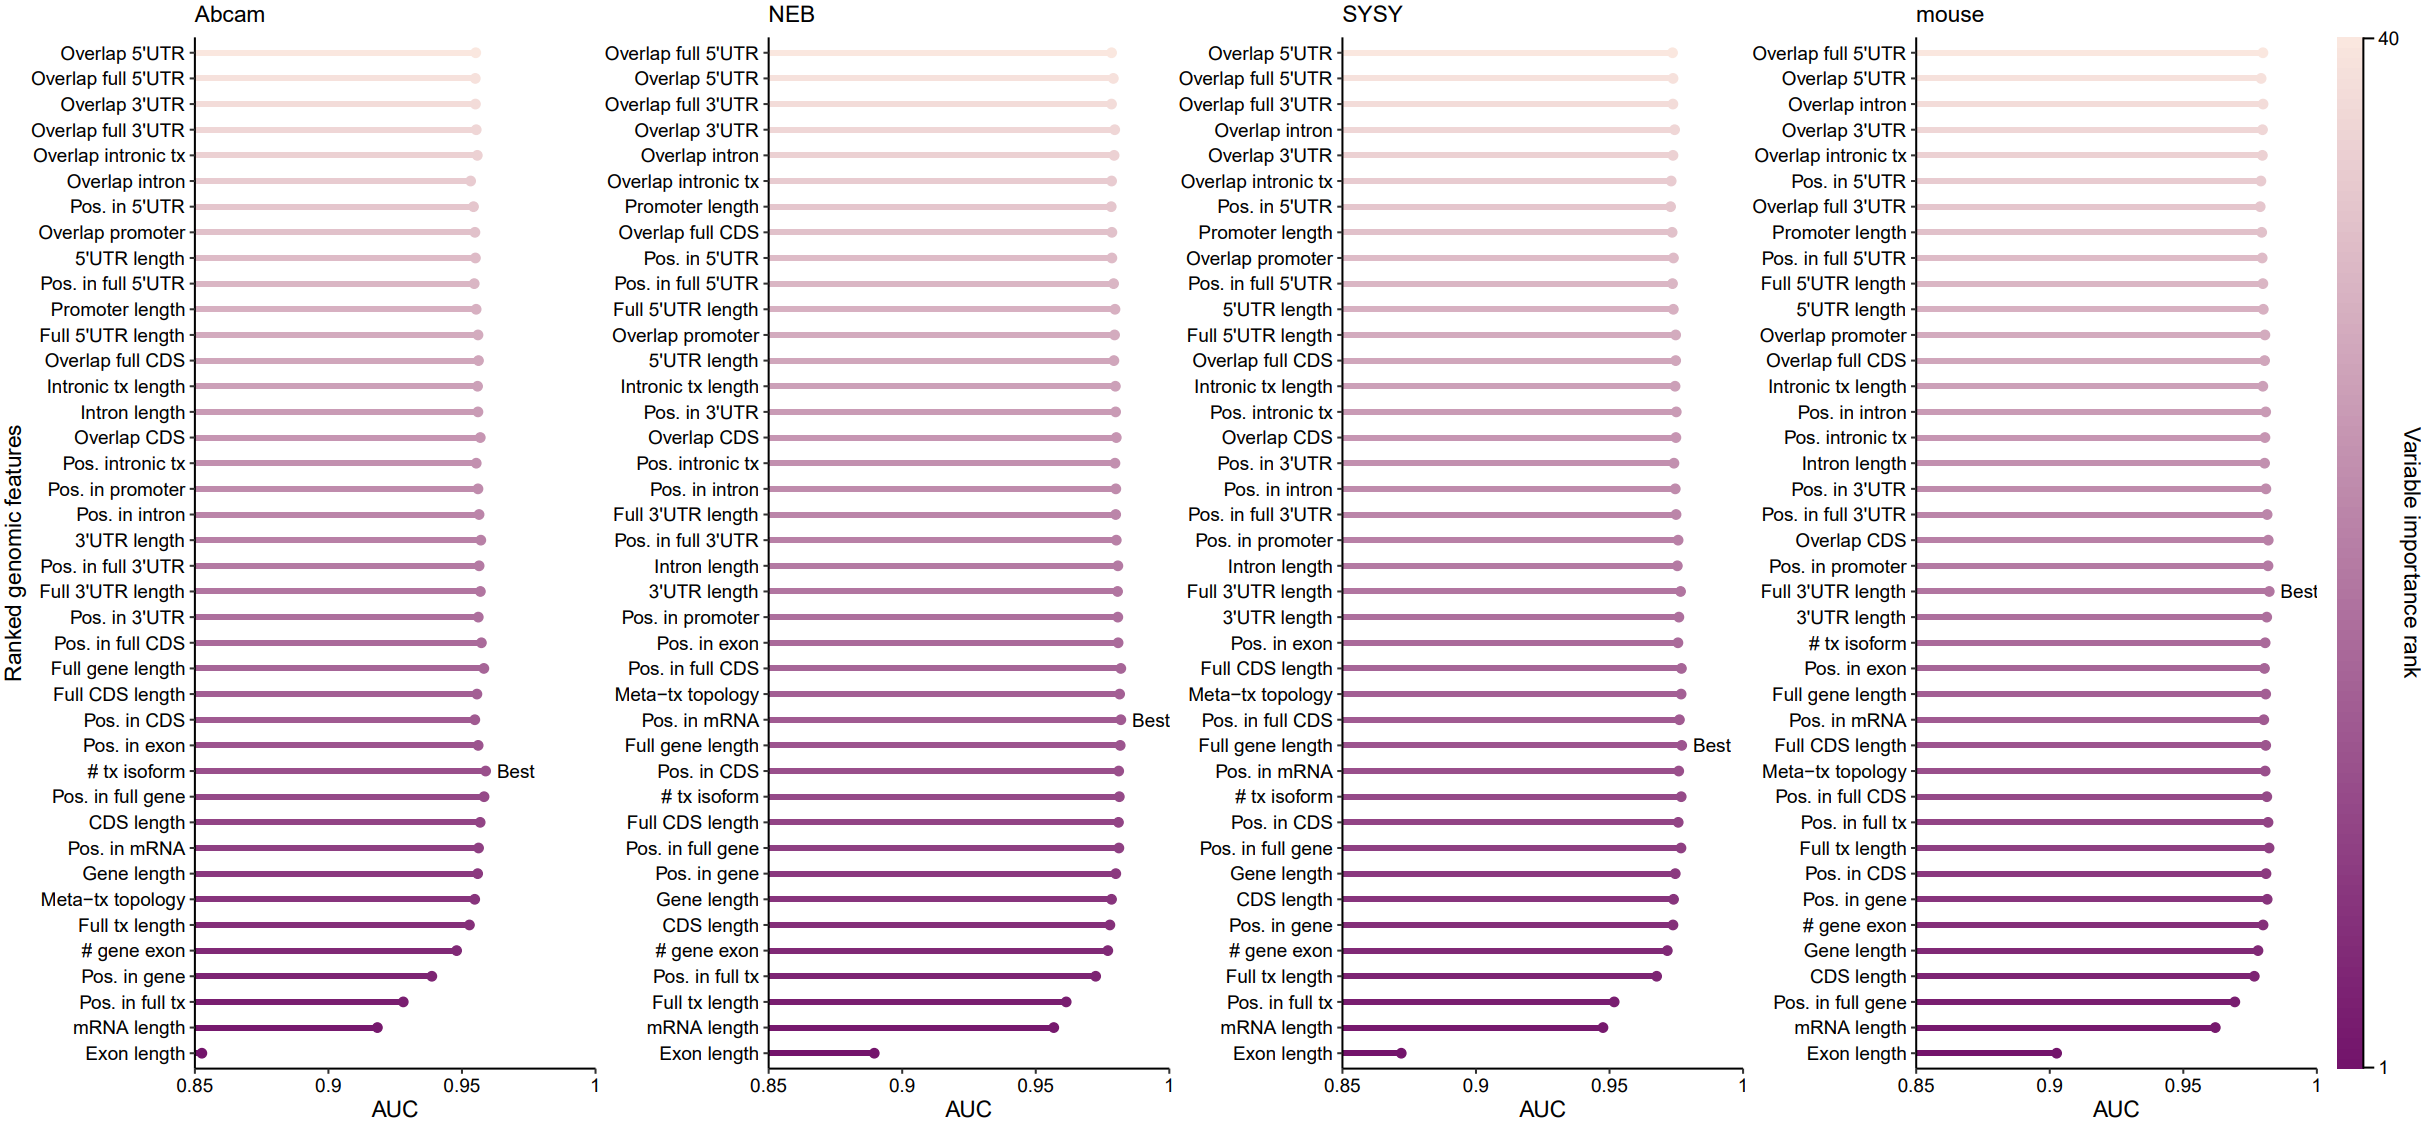 Abcam
NEB
SYSY
mouse
Ranked genomic features
Overlap 5'UTR
Overlap full 5'UTR
Overlap 3'UTR
Overlap full 3'UTR
Overlap intronic tx
Overlap intron
Pos. in 5'UTR
Overlap promoter
5'UTR length
Pos. in full 5'UTR
Promoter length
Full 5'UTR length
Overlap full CDS
Intronic tx length
Intron length
Overlap CDS
Pos. intronic tx
Pos. in promoter
Pos. in intron
3'UTR length
Pos. in full 3'UTR
Full 3'UTR length
Pos. in 3'UTR
Pos. in full CDS
Full gene length
Full CDS length
Pos. in CDS
Pos. in exon
# tx isoform
Best
Pos. in full gene
CDS length
Pos. in mRNA
Gene length
Meta−tx topology
Full tx length
# gene exon
Pos. in gene
Pos. in full tx
mRNA length
Exon length
0.85 0.9 0.95 1
AUC
Overlap full 5'UTR
Overlap 5'UTR
Overlap full 3'UTR
Overlap 3'UTR
Overlap intron
Overlap intronic tx
Promoter length
Overlap full CDS
Pos. in 5'UTR
Pos. in full 5'UTR
Full 5'UTR length
Overlap promoter
5'UTR length
Intronic tx length
Pos. in 3'UTR
Overlap CDS
Pos. intronic tx
Pos. in intron
Full 3'UTR length
Pos. in full 3'UTR
Intron length
3'UTR length
Pos. in promoter
Pos. in exon
Pos. in full CDS
Meta−tx topology
Pos. in mRNA
Best
Full gene length
Pos. in CDS
# tx isoform
Full CDS length
Pos. in full gene
Pos. in gene
Gene length
CDS length
# gene exon
Pos. in full tx
Full tx length
mRNA length
Exon length
0.85 0.9 0.95 1
AUC
Overlap 5'UTR
Overlap full 5'UTR
Overlap full 3'UTR
Overlap intron
Overlap 3'UTR
Overlap intronic tx
Pos. in 5'UTR
Promoter length
Overlap promoter
Pos. in full 5'UTR
5'UTR length
Full 5'UTR length
Overlap full CDS
Intronic tx length
Pos. intronic tx
Overlap CDS
Pos. in 3'UTR
Pos. in intron
Pos. in full 3'UTR
Pos. in promoter
Intron length
Full 3'UTR length
3'UTR length
Pos. in exon
Full CDS length
Meta−tx topology
Pos. in full CDS
Full gene length
Best
Pos. in mRNA
# tx isoform
Pos. in CDS
Pos. in full gene
Gene length
CDS length
Pos. in gene
# gene exon
Full tx length
Pos. in full tx
mRNA length
Exon length
0.85 0.9 0.95 1
AUC
Overlap full 5'UTR
Overlap 5'UTR
Overlap intron
Overlap 3'UTR
Overlap intronic tx
Pos. in 5'UTR
Overlap full 3'UTR
Promoter length
Pos. in full 5'UTR
Full 5'UTR length
5'UTR length
Overlap promoter
Overlap full CDS
Intronic tx length
Pos. in intron
Pos. intronic tx
Intron length
Pos. in 3'UTR
Pos. in full 3'UTR
Overlap CDS
Pos. in promoter
Full 3'UTR length
Best
3'UTR length
# tx isoform
Pos. in exon
Full gene length
Pos. in mRNA
Full CDS length
Meta−tx topology
Pos. in full CDS
Pos. in full tx
Full tx length
Pos. in CDS
Pos. in gene
# gene exon
Gene length
CDS length
Pos. in full gene
mRNA length
Exon length
0.85 0.9 0.95 1
AUC
40
1
Variable importance rank